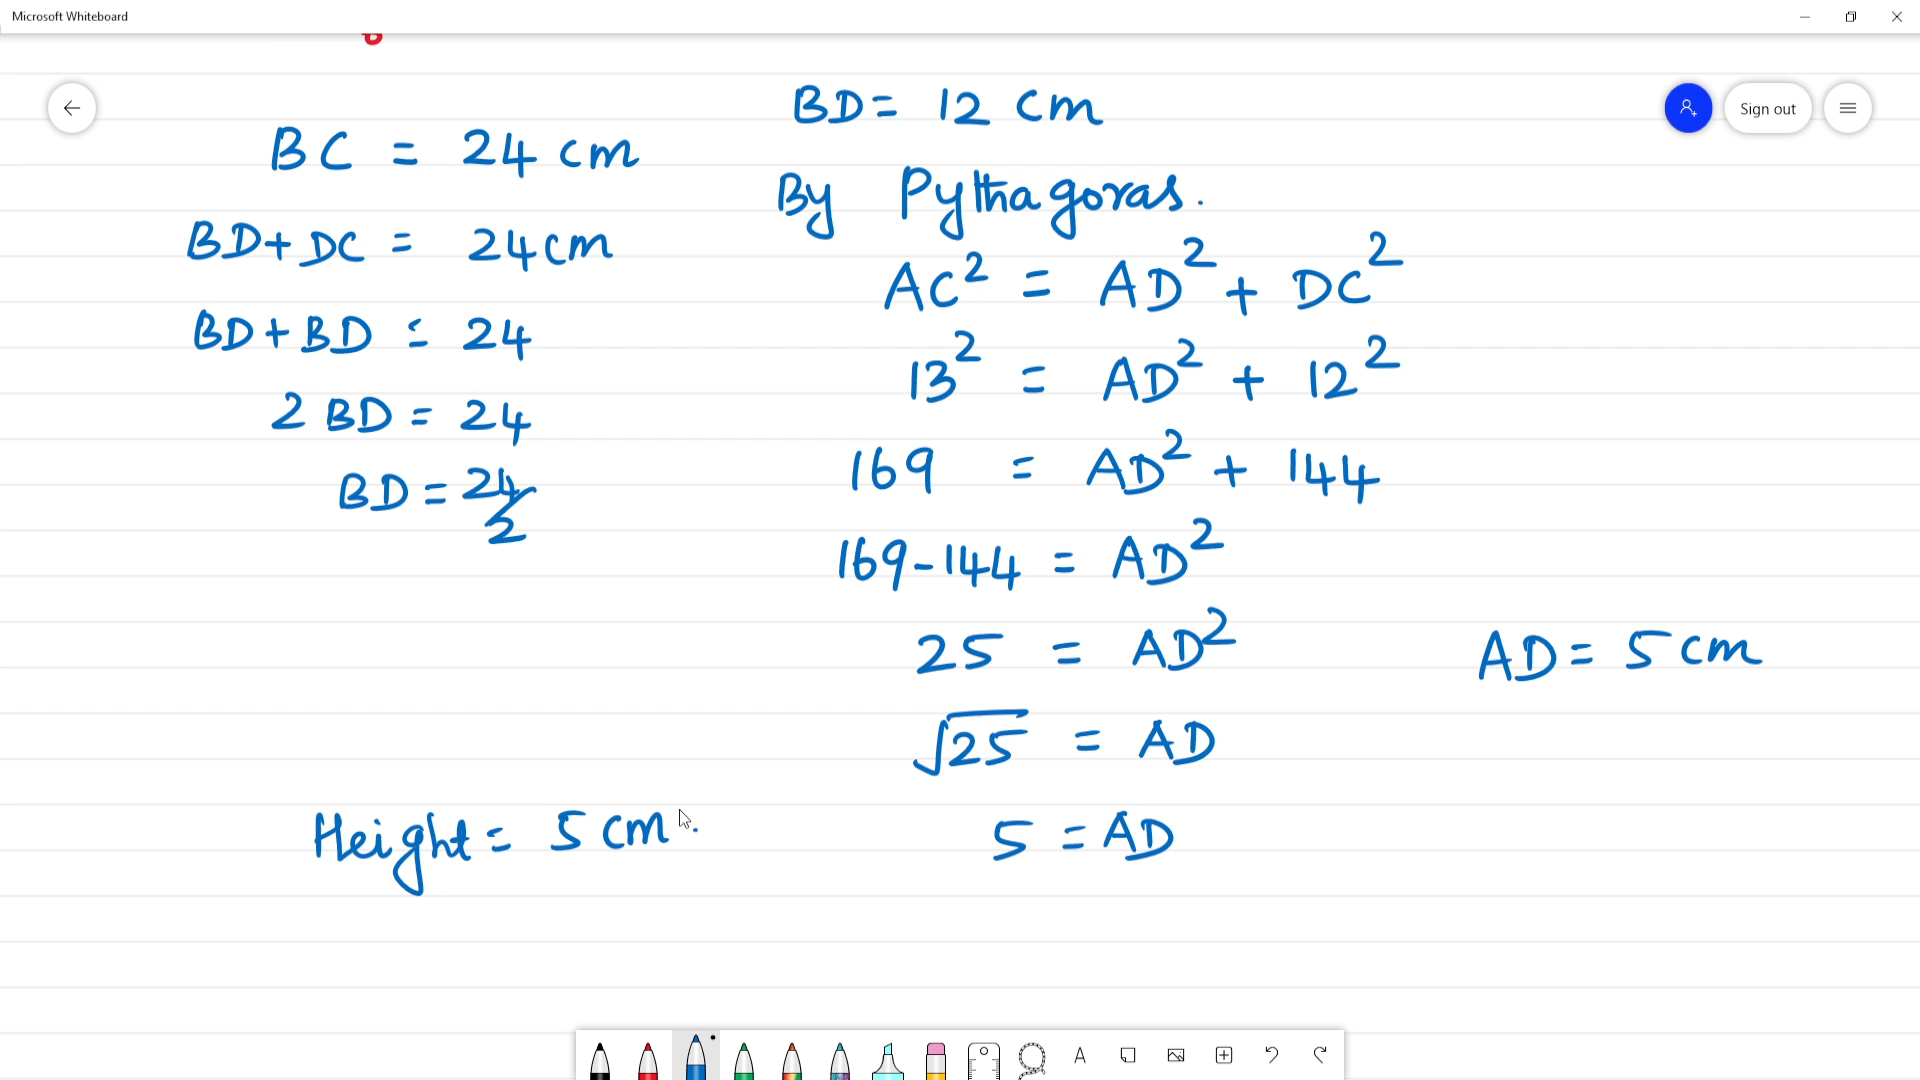 Microsoft Whiteboard
Sign out
BC = 24 cm
BD+DC = 24cm
BD+BD = 24
2 BD = 24
BD = 24/2
Height = 5 cm.
BD = 12 cm
By Pythagoras.
AC² = AD² + DC²
13² = AD² + 12²
169 = AD² + 144
169-144 = AD²
25 = AD²
√25 = AD
5 = AD
AD = 5 cm